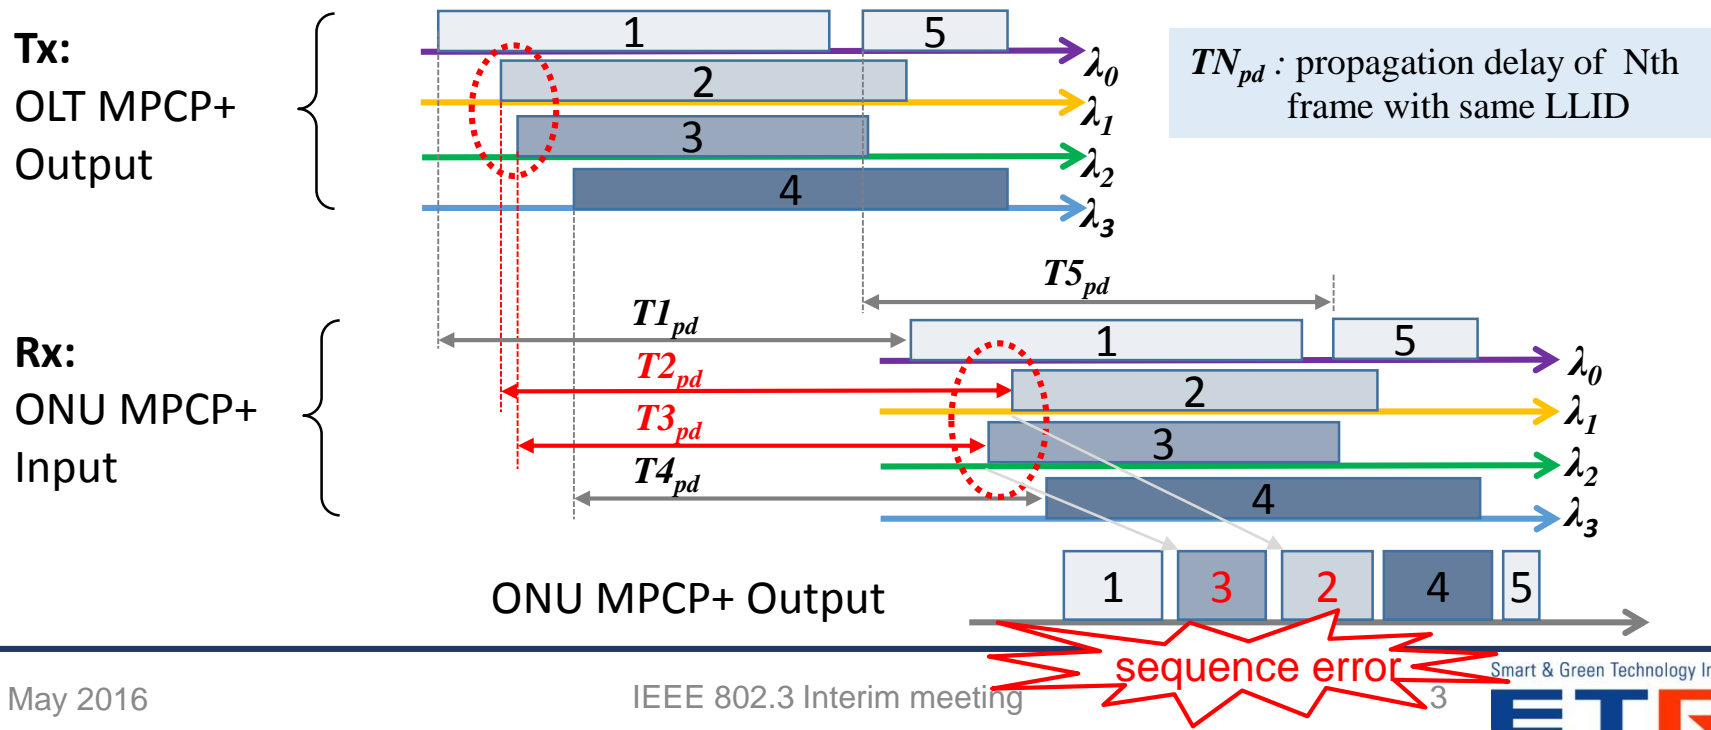 Tx:
OLT MPCP+
Output
1
5
λ0
2
λ1
3
λ2
4
λ3
TNpd : propagation delay of Nth
frame with same LLID
T5pd
Rx:
ONU MPCP+
Input
T1pd
T2pd
T3pd
T4pd
1
5
λ0
2
λ1
3
λ2
4
λ3
ONU MPCP+ Output
1 3 2 4 5
sequence error
May 2016
IEEE 802.3 Interim meeting
3
Smart & Green Technology In